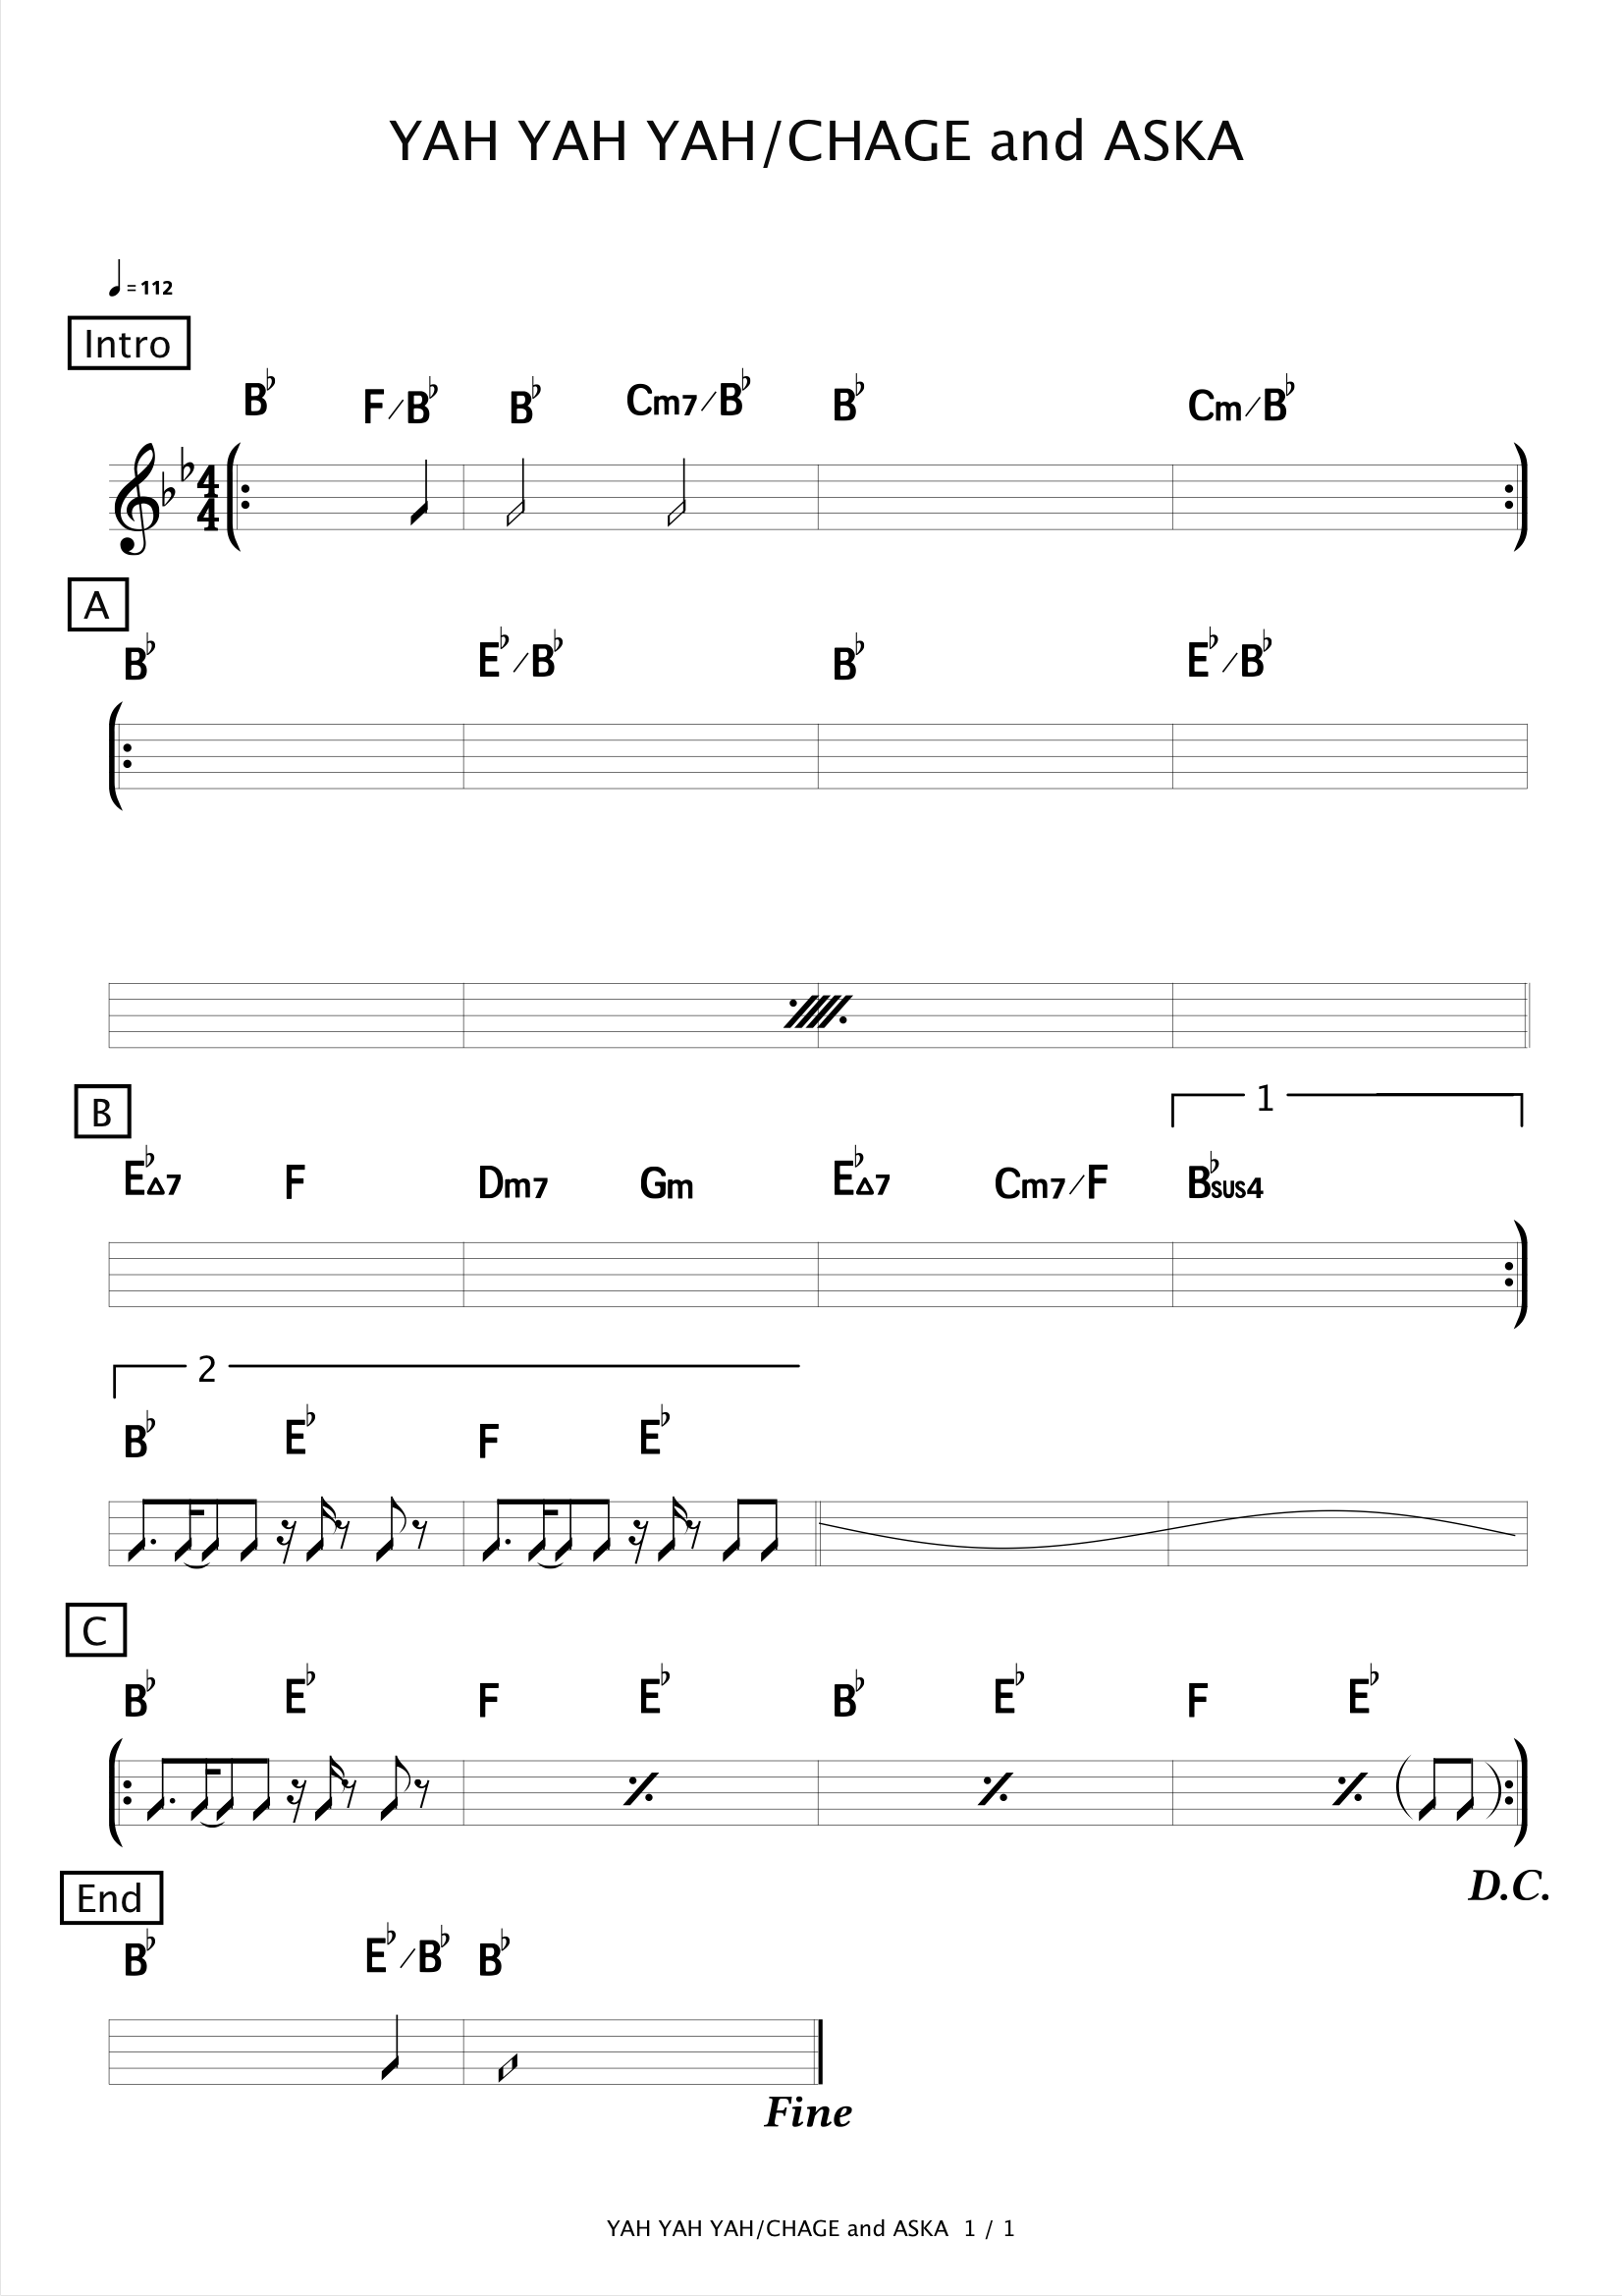 YAH YAH YAH/CHAGE and ASKA
♩ = 112
Intro
B♭ F/B♭ B♭ Cm7/B♭ B♭ Cm/B♭
4
4
A
B♭ E♭/B♭ B♭ E♭/B♭
B
1
E♭△7 F Dm7 Gm E♭△7 Cm7/F B♭sus4
2
B♭ E♭ F E♭
C
B♭ E♭ F E♭ B♭ E♭ F E♭
D.C.
End
B♭ E♭/B♭ B♭
Fine
YAH YAH YAH/CHAGE and ASKA 1 / 1